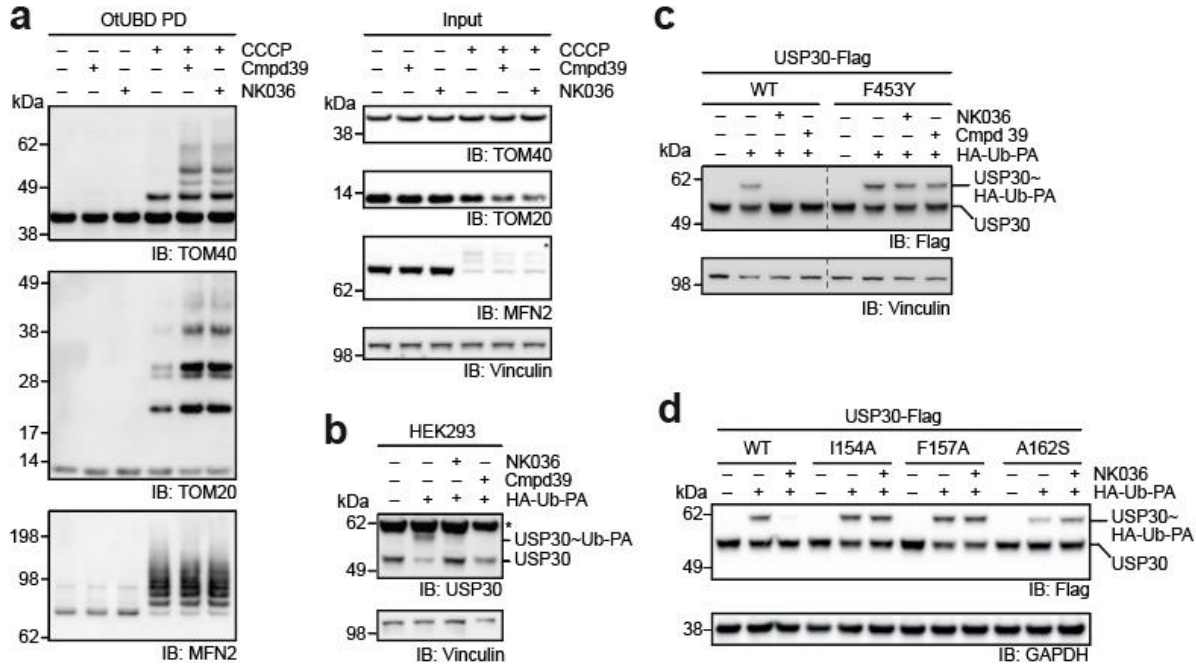 a
OtUBD PD
– – – + + + CCCP
– + – – + – Cmpd39
– – + – – + NK036
kDa
62
49
38
IB: TOM40
49
38
28
17
14
IB: TOM20
198
98
62
IB: MFN2
Input
– – – + + + CCCP
– + – – + – Cmpd39
– – + – – + NK036
kDa
38
IB: TOM40
14
IB: TOM20
62
IB: MFN2
98
IB: Vinculin
b
HEK293
– – + – NK036
– – – + Cmpd39
– + + + HA-Ub-PA
kDa
62
*
USP30~Ub-PA
USP30
49
IB: USP30
98
IB: Vinculin
c
USP30-Flag
WT F453Y
– – + – – – + – NK036
– – – + – – – + Cmpd 39
– + + + – + + + HA-Ub-PA
kDa
62
USP30~
HA-Ub-PA
USP30
49
IB: Flag
98
IB: Vinculin
d
USP30-Flag
WT I154A F157A A162S
– – + – – + – – + – – + NK036
– + + – + + – + + – + + HA-Ub-PA
kDa
62
USP30~
HA-Ub-PA
USP30
49
IB: Flag
38
IB: GAPDH